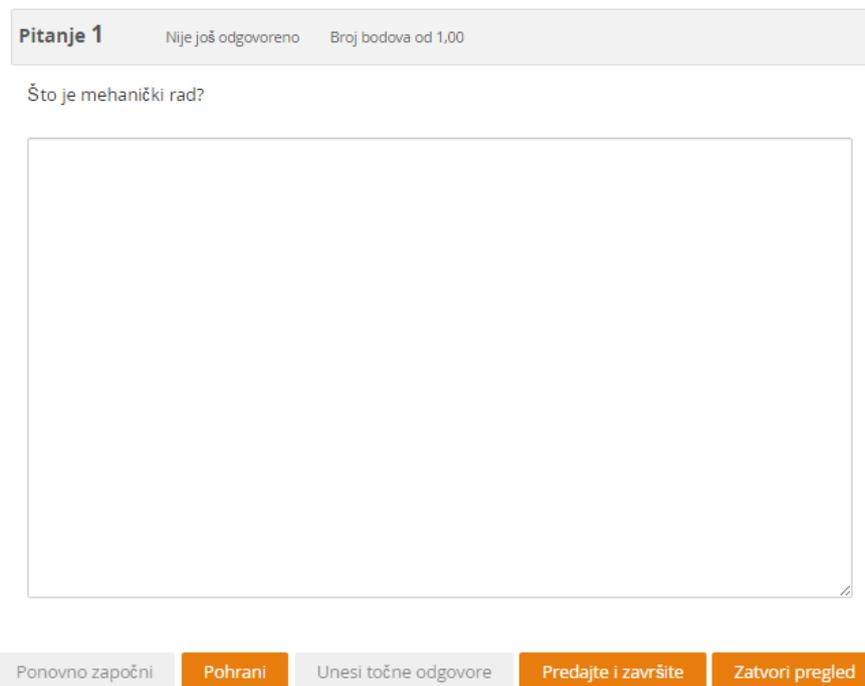 Pitanje 1 Nije još odgovoreno Broj bodova od 1,00
Što je mehanički rad?
Ponovno započni Pohrani Unesi točne odgovore Predajte i završite Zatvori pregled